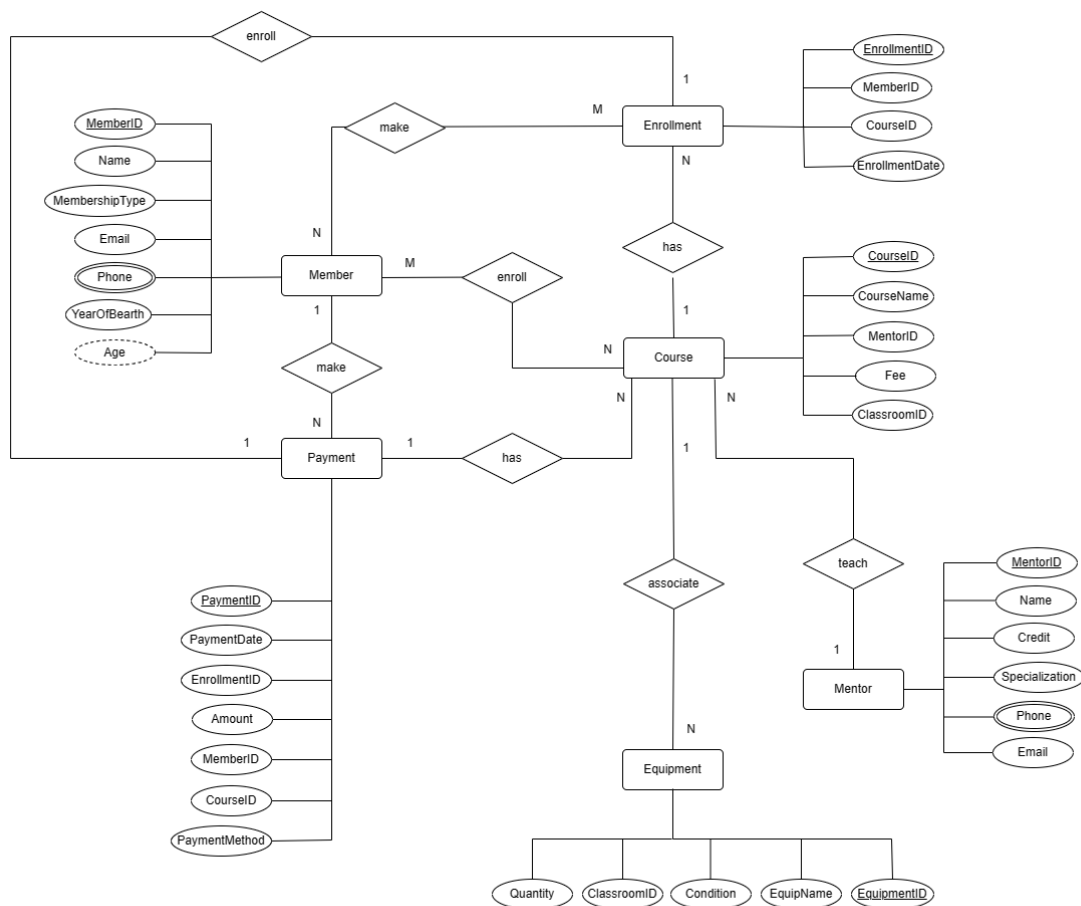 enroll
1
EnrollmentID
MemberID
CourseID
EnrollmentDate
Enrollment
M
make
N
N
MemberID
Name
MembershipType
Email
Phone
YearOfBearth
Age
Member
M
enroll
N
N
has
1
Course
CourseID
CourseName
MentorID
Fee
ClassroomID
1
make
N
1
Payment
1
has
N
1
N
associate
teach
N
1
Equipment
Mentor
MentorID
Name
Credit
Specialization
Phone
Email
PaymentID
PaymentDate
EnrollmentID
Amount
MemberID
CourseID
PaymentMethod
Quantity
ClassroomID
Condition
EquipName
EquipmentID